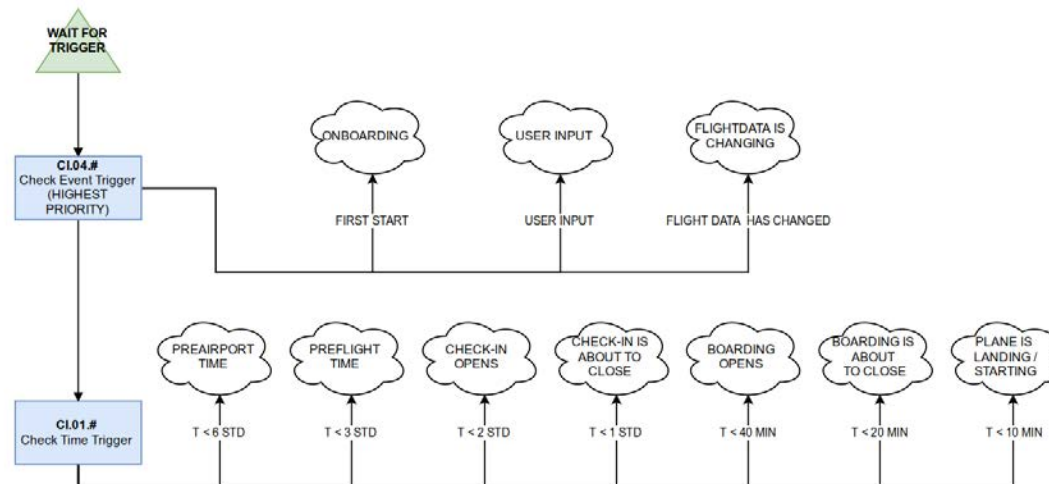 WAIT FOR
TRIGGER
CI.04.#
Check Event Trigger
(HIGHEST
PRIORITY)
ONBOARDING
USER INPUT
FLIGHTDATA IS
CHANGING
FIRST START
USER INPUT
FLIGHT DATA HAS CHANGED
PREAIRPORT
TIME
PREFLIGHT
TIME
CHECK-IN
OPENS
CHECK-IN IS
ABOUT TO
CLOSE
BOARDING
OPENS
BOARDING IS
ABOUT
TO CLOSE
PLANE IS
LANDING /
STARTING
CI.01.#
Check Time Trigger
T < 6 STD
T < 3 STD
T < 2 STD
T < 1 STD
T < 40 MIN
T < 20 MIN
T < 10 MIN